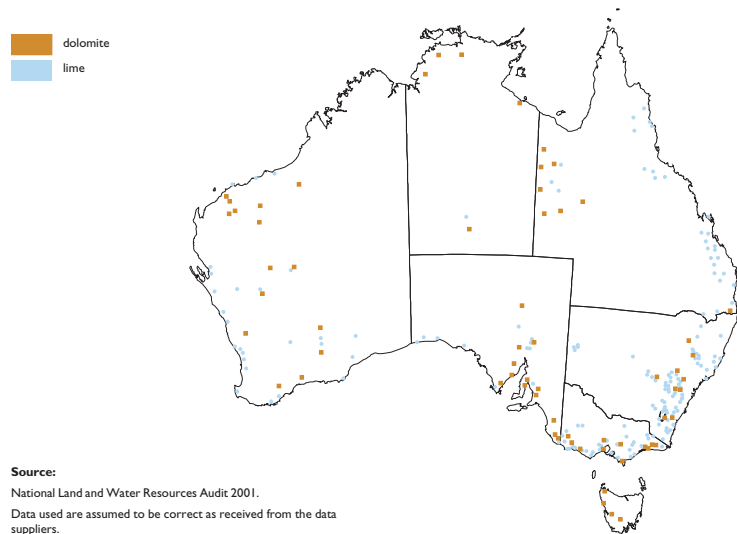 dolomite
lime
Source:
National Land and Water Resources Audit 2001.
Data used are assumed to be correct as received from the data
suppliers.